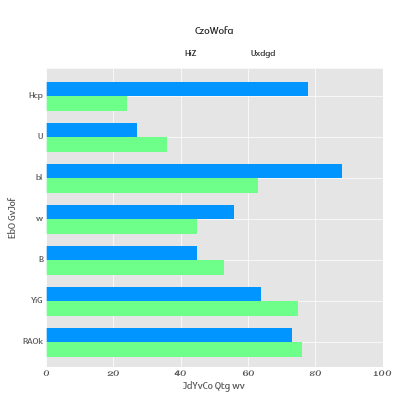 CzoWofa
HiZ Uxdgd
Hcp
U
bl
w
B
YiG
RAOk
EbO GvJof
0 20 40 60 80 100
JdYvCo Qtg wv